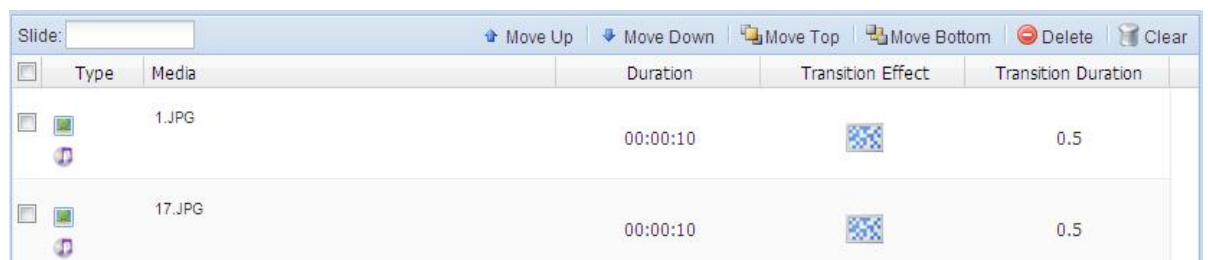 Slide: Move Up Move Down Move Top Move Bottom Delete Clear
Type Media Duration Transition Effect Transition Duration
1.JPG
00:00:10 0.5
17.JPG
00:00:10 0.5